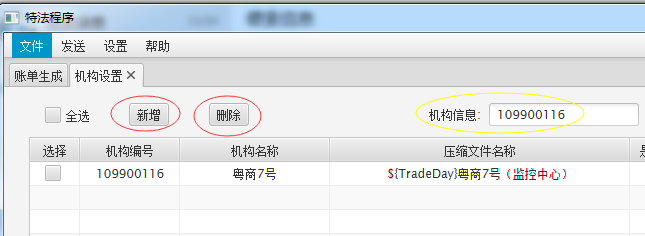 特法程序
文件 发送 设置 帮助
账单生成 机构设置 ✕
全选 新增 删除 机构信息: 109900116
选择 机构编号 机构名称 压缩文件名称
109900116 粤商7号 ${TradeDay}粤商7号（监控中心）